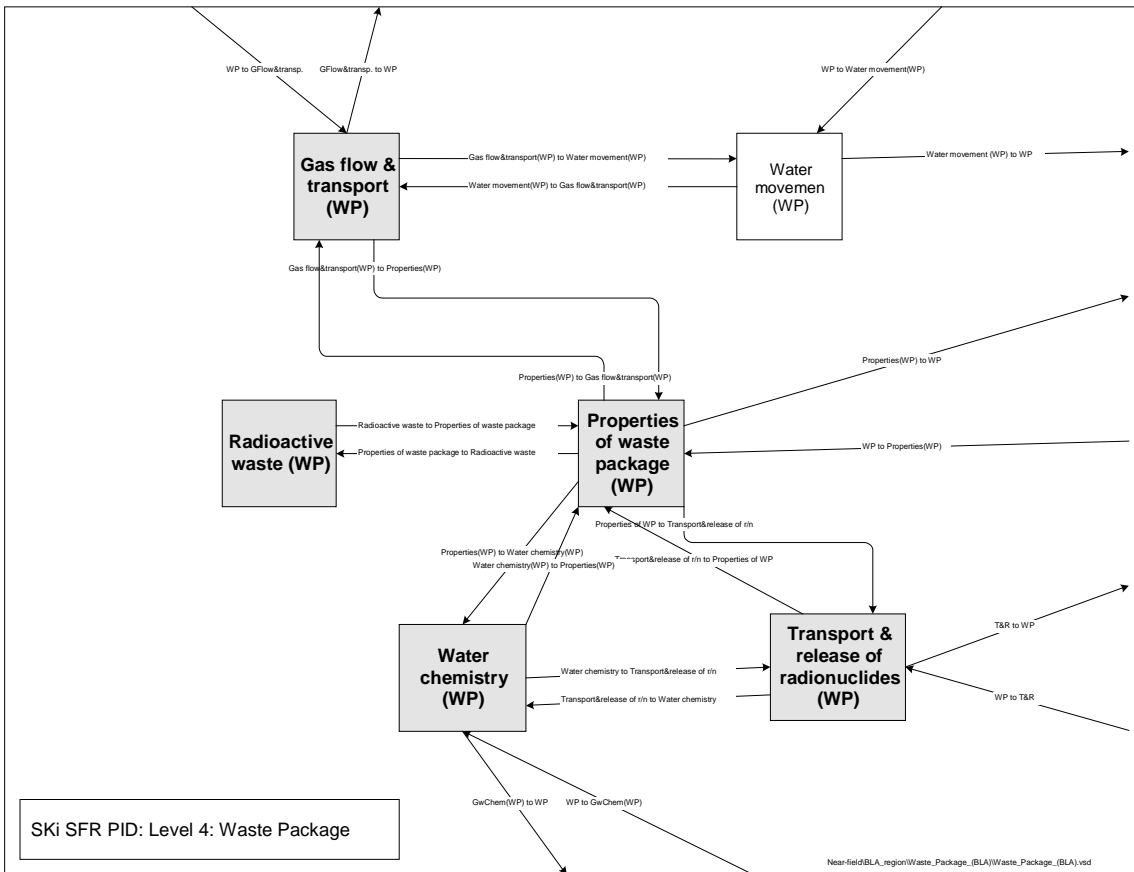 WP to GFlow&transp.
GFlow&transp. to WP
WP to Water movement(WP)
Gas flow &
transport
(WP)
Gas flow&transport(WP) to Water movement(WP)
Water movement(WP) to Gas flow&transport(WP)
Water
movemen
(WP)
Water movement (WP) to WP
Gas flow&transport(WP) to Properties(WP)
Properties(WP) to WP
Properties(WP) to Gas flow&transport(WP)
Radioactive
waste (WP)
Radioactive waste to Properties of waste package
Properties of waste package to Radioactive waste
Properties
of waste
package
(WP)
WP to Properties(WP)
Properties of WP to Transport&release of r/n
Properties(WP) to Water chemistry(WP)
Water chemistry(WP) to Properties(WP)
Transport&release of r/n to Properties of WP
Water
chemistry
(WP)
Water chemistry to Transport&release of r/n
Transport&release of r/n to Water chemistry
Transport &
release of
radionuclides
(WP)
T&R to WP
WP to T&R
GwChem(WP) to WP
WP to GwChem(WP)
SKi SFR PID: Level 4: Waste Package
Near-field\BLA_region\Waste_Package_(BLA)\Waste_Package_(BLA).vsd